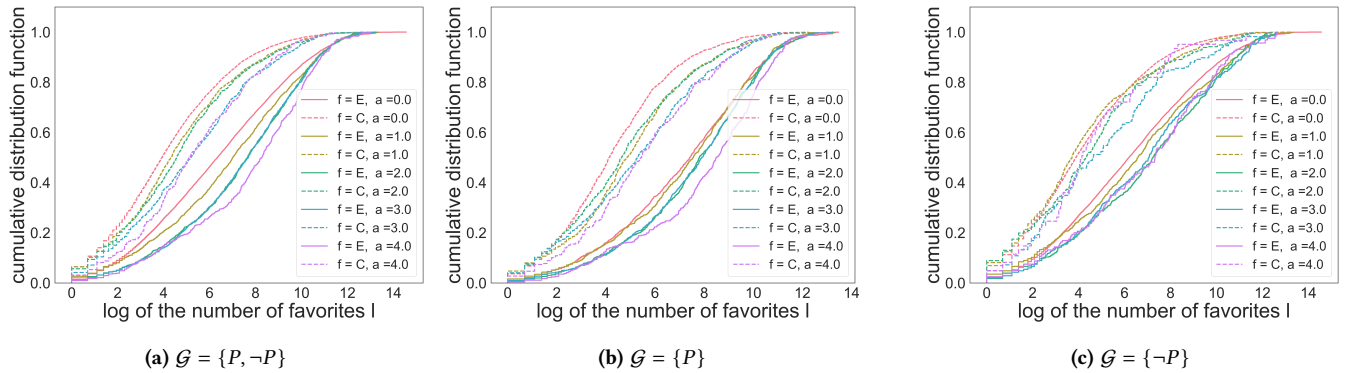 cumulative distribution function
1.0
0.8
0.6
0.4
0.2
0.0
0 2 4 6 8 10 12 14
log of the number of favorites I
f = E, a =0.0
f = C, a =0.0
f = E, a =1.0
f = C, a =1.0
f = E, a =2.0
f = C, a =2.0
f = E, a =3.0
f = C, a =3.0
f = E, a =4.0
f = C, a =4.0
(a) 𝒢 = {P, ¬P}
cumulative distribution function
1.0
0.8
0.6
0.4
0.2
0.0
0 2 4 6 8 10 12 14
log of the number of favorites I
f = E, a =0.0
f = C, a =0.0
f = E, a =1.0
f = C, a =1.0
f = E, a =2.0
f = C, a =2.0
f = E, a =3.0
f = C, a =3.0
f = E, a =4.0
f = C, a =4.0
(b) 𝒢 = {P}
cumulative distribution function
1.0
0.8
0.6
0.4
0.2
0.0
0 2 4 6 8 10 12 14
log of the number of favorites I
f = E, a =0.0
f = C, a =0.0
f = E, a =1.0
f = C, a =1.0
f = E, a =2.0
f = C, a =2.0
f = E, a =3.0
f = C, a =3.0
f = E, a =4.0
f = C, a =4.0
(c) 𝒢 = {¬P}